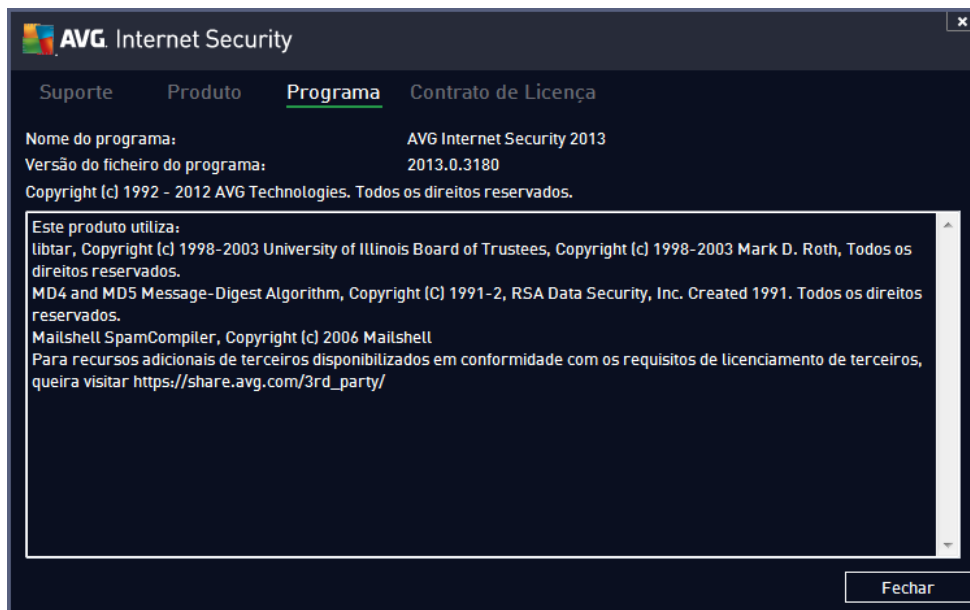 AVG. Internet Security
x
Suporte Produto Programa Contrato de Licença
Nome do programa: AVG Internet Security 2013
Versão do ficheiro do programa: 2013.0.3180
Copyright (c) 1992 - 2012 AVG Technologies. Todos os direitos reservados.
Este produto utiliza:
libtar, Copyright (c) 1998-2003 University of Illinois Board of Trustees, Copyright (c) 1998-2003 Mark D. Roth, Todos os
direitos reservados.
MD4 and MD5 Message-Digest Algorithm, Copyright (C) 1991-2, RSA Data Security, Inc. Created 1991. Todos os direitos
reservados.
Mailshell SpamCompiler, Copyright (c) 2006 Mailshell
Para recursos adicionais de terceiros disponibilizados em conformidade com os requisitos de licenciamento de terceiros,
queira visitar https://share.avg.com/3rd_party/
Fechar